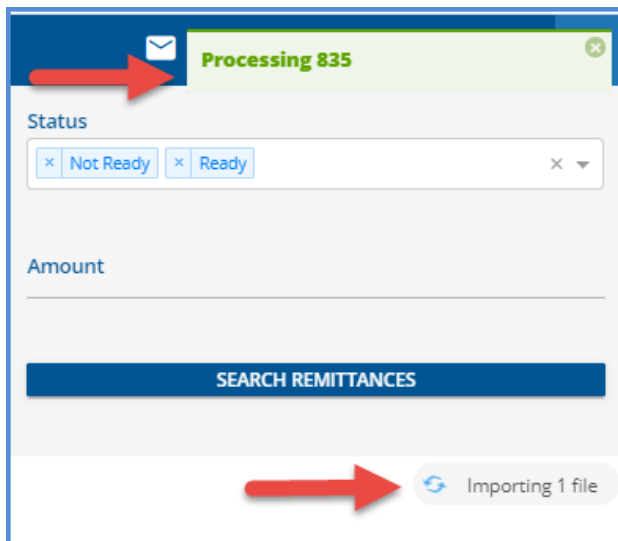 Processing 835
Status
× Not Ready × Ready
Amount
SEARCH REMITTANCES
Importing 1 file